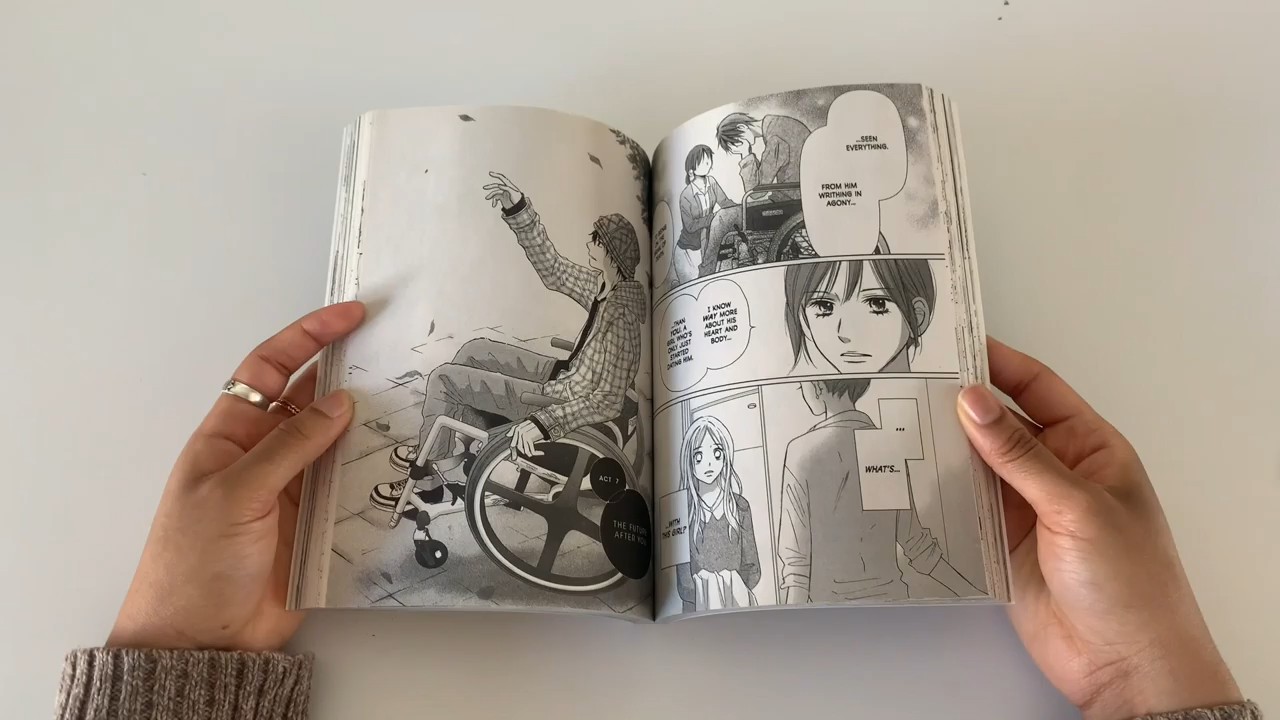 ACT 7
THE FUTURE
AFTER YOU
...SEEN
EVERYTHING.
FROM HIM
WRITHING IN
AGONY...
I KNOW
WAY MORE
ABOUT HIS
HEART AND
BODY...
...THAN
YOU, A
GIRL WHO'S
ONLY JUST
STARTED
DATING HIM.
...
WHAT'S...
...WITH
THIS GIRL?